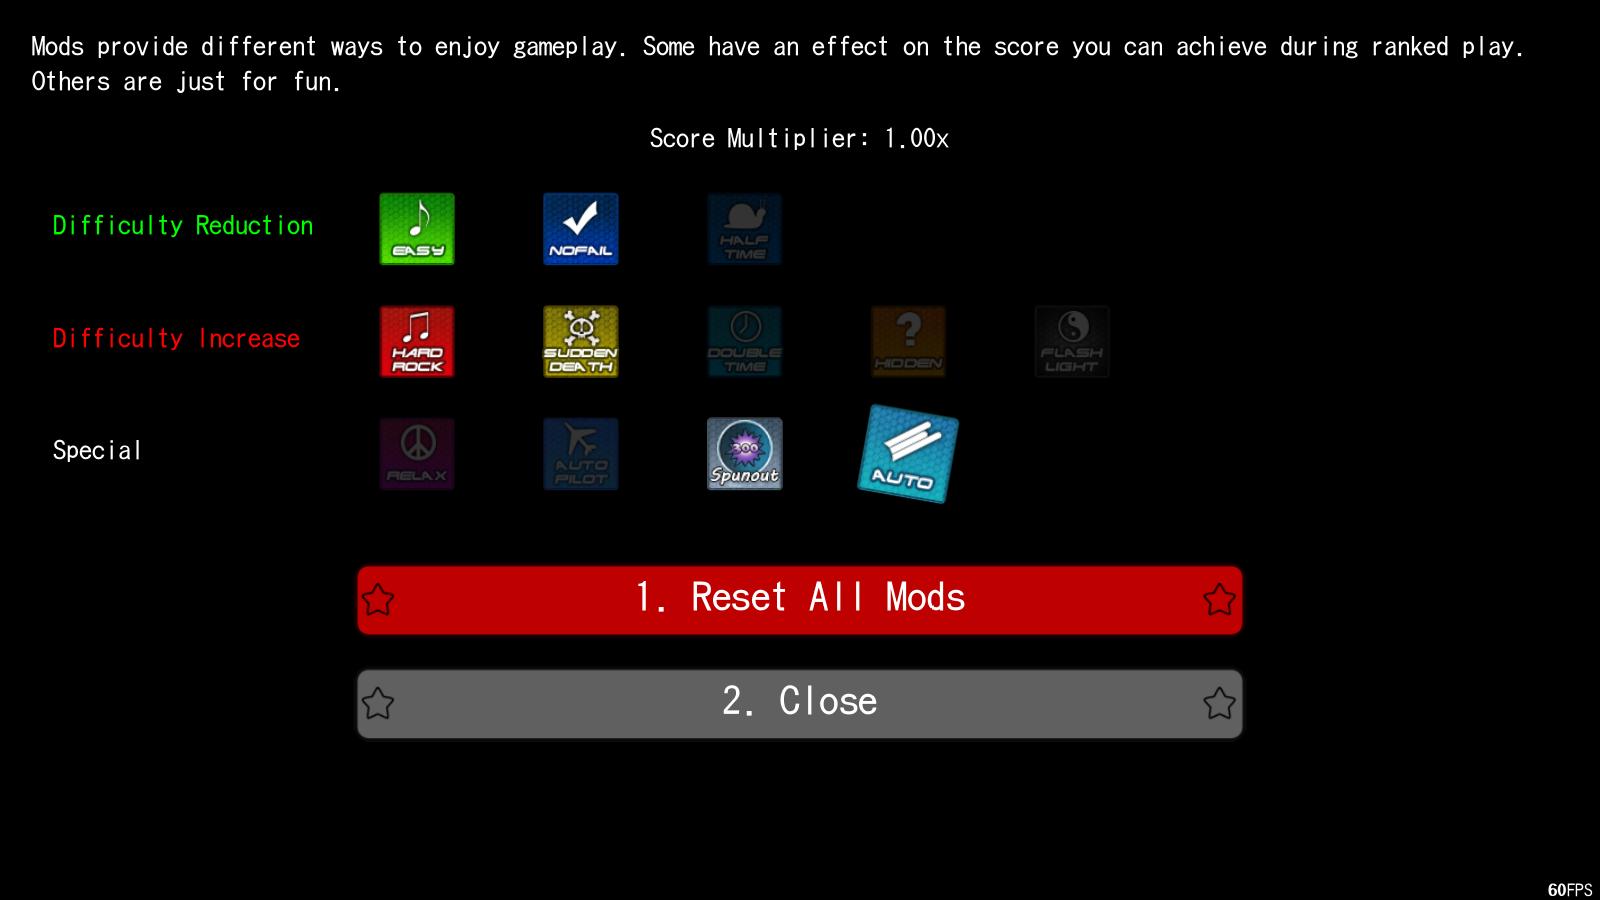 Mods provide different ways to enjoy gameplay. Some have an effect on the score you can achieve during ranked play.
Others are just for fun.
Score Multiplier: 1.00x
Difficulty Reduction
EASY
NOFAIL
HALF
TIME
Difficulty Increase
HARD
ROCK
SUDDEN
DEATH
DOUBLE
TIME
HIDDEN
FLASH
LIGHT
Special
RELAX
AUTO
PILOT
300
Spunout
AUTO
1. Reset All Mods
2. Close
60FPS